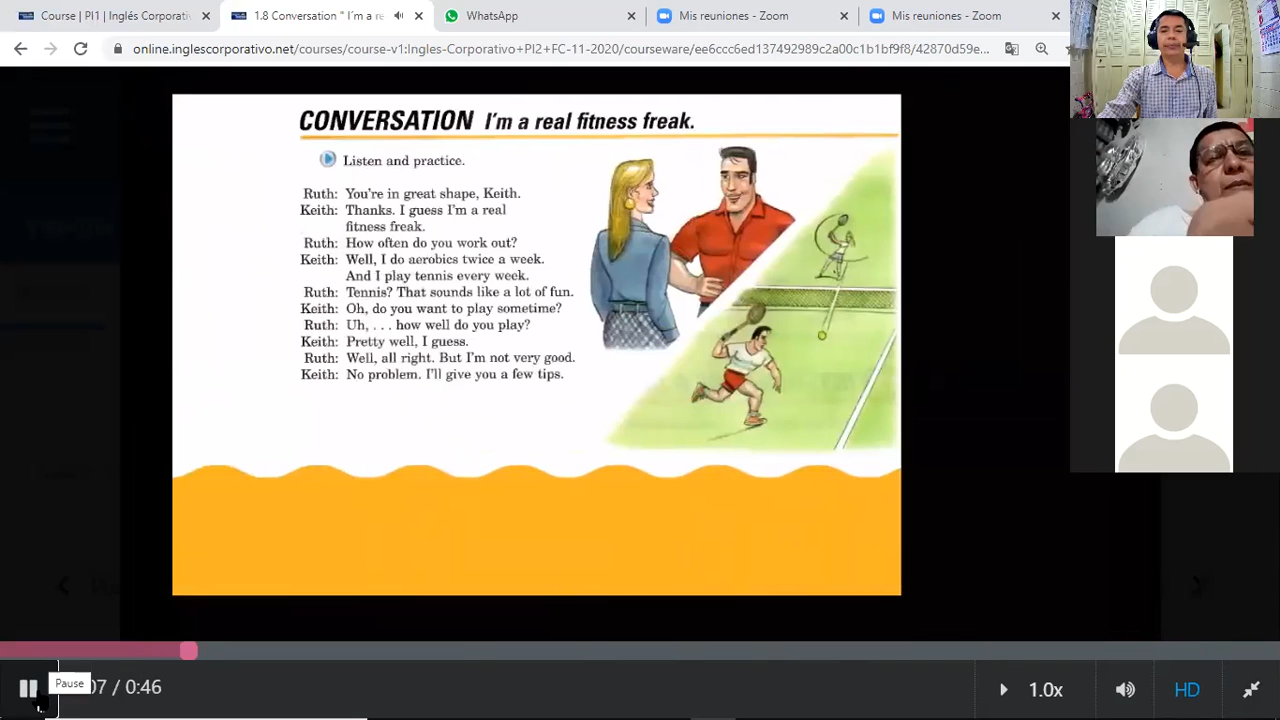 Course | PI1 | Inglés Corporati
1.8 Conversation " I´m a re
WhatsApp
Mis reuniones - Zoom
Mis reuniones - Zoom
online.inglescorporativo.net/courses/course-v1:Ingles-Corporativo+PI2+FC-11-2020/courseware/ee6ccc6ed137492989c2a00c1b1bf9f8/42870d59e...
CONVERSATION I'm a real fitness freak.
Listen and practice.
Ruth: You're in great shape, Keith.
Keith: Thanks. I guess I'm a real
fitness freak.
Ruth: How often do you work out?
Keith: Well, I do aerobics twice a week.
And I play tennis every week.
Ruth: Tennis? That sounds like a lot of fun.
Keith: Oh, do you want to play sometime?
Ruth: Uh, . . . how well do you play?
Keith: Pretty well, I guess.
Ruth: Well, all right. But I'm not very good.
Keith: No problem. I'll give you a few tips.
Pause
07 / 0:46
1.0x
HD